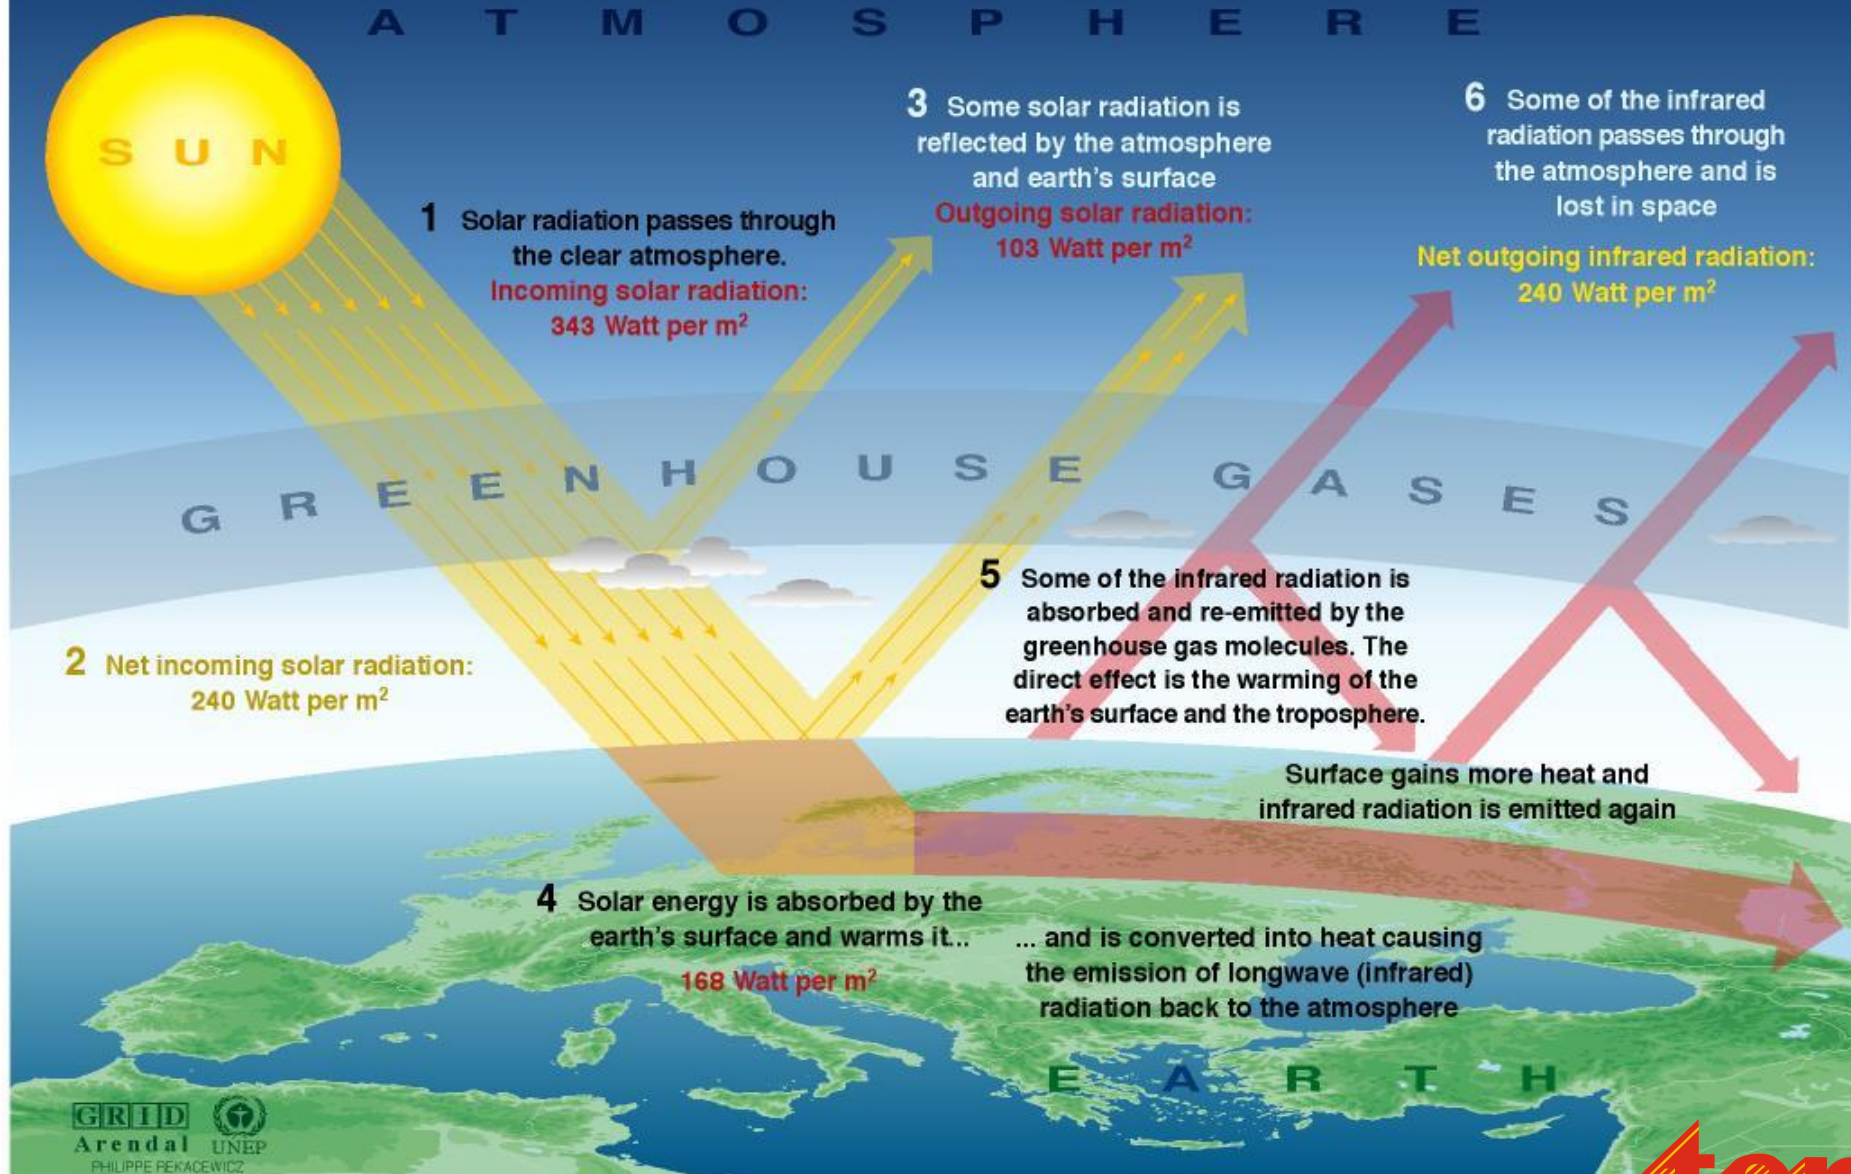 A T M O S P H E R E
S U N
1 Solar radiation passes through
the clear atmosphere.
Incoming solar radiation:
343 Watt per m²
3 Some solar radiation is
reflected by the atmosphere
and earth's surface
Outgoing solar radiation:
103 Watt per m²
6 Some of the infrared
radiation passes through
the atmosphere and is
lost in space
Net outgoing infrared radiation:
240 Watt per m²
G R E E N H O U S E G A S E S
2 Net incoming solar radiation:
240 Watt per m²
5 Some of the infrared radiation is
absorbed and re-emitted by the
greenhouse gas molecules. The
direct effect is the warming of the
earth's surface and the troposphere.
Surface gains more heat and
infrared radiation is emitted again
4 Solar energy is absorbed by the
earth's surface and warms it...
168 Watt per m²
... and is converted into heat causing
the emission of longwave (infrared)
radiation back to the atmosphere
E A R T H
GRID
Arendal UNEP
PHILIPPE REKACEWICZ